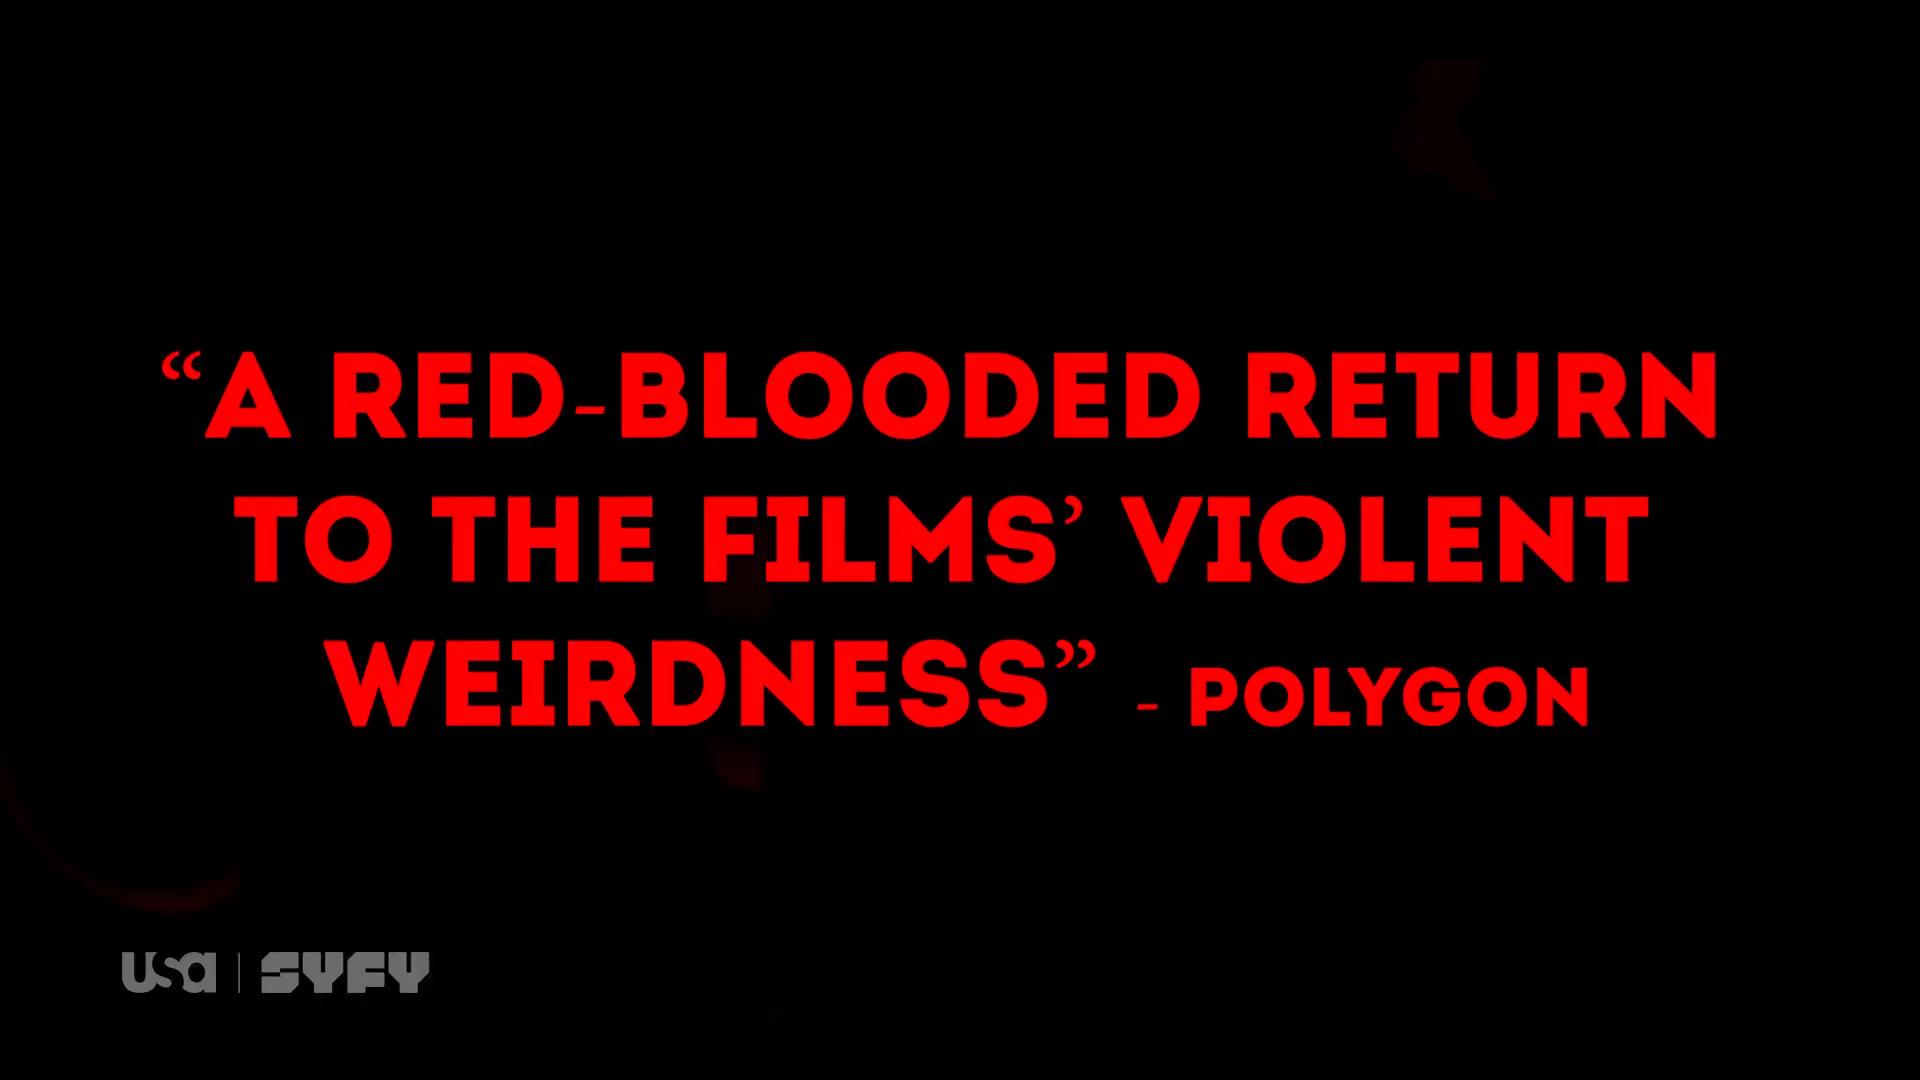 “A RED-BLOODED RETURN
TO THE FILMS’ VIOLENT
WEIRDNESS” - POLYGON
usa | SYFY